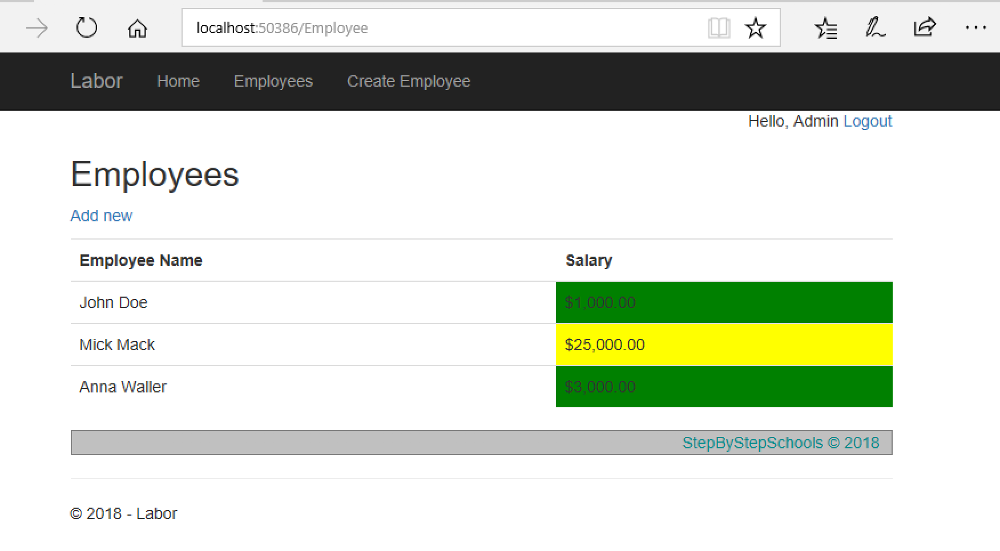 localhost:50386/Employee
Labor Home Employees Create Employee
Hello, Admin Logout
Employees
Add new
Employee Name Salary
John Doe $1,000.00
Mick Mack $25,000.00
Anna Waller $3,000.00
StepByStepSchools © 2018
© 2018 - Labor